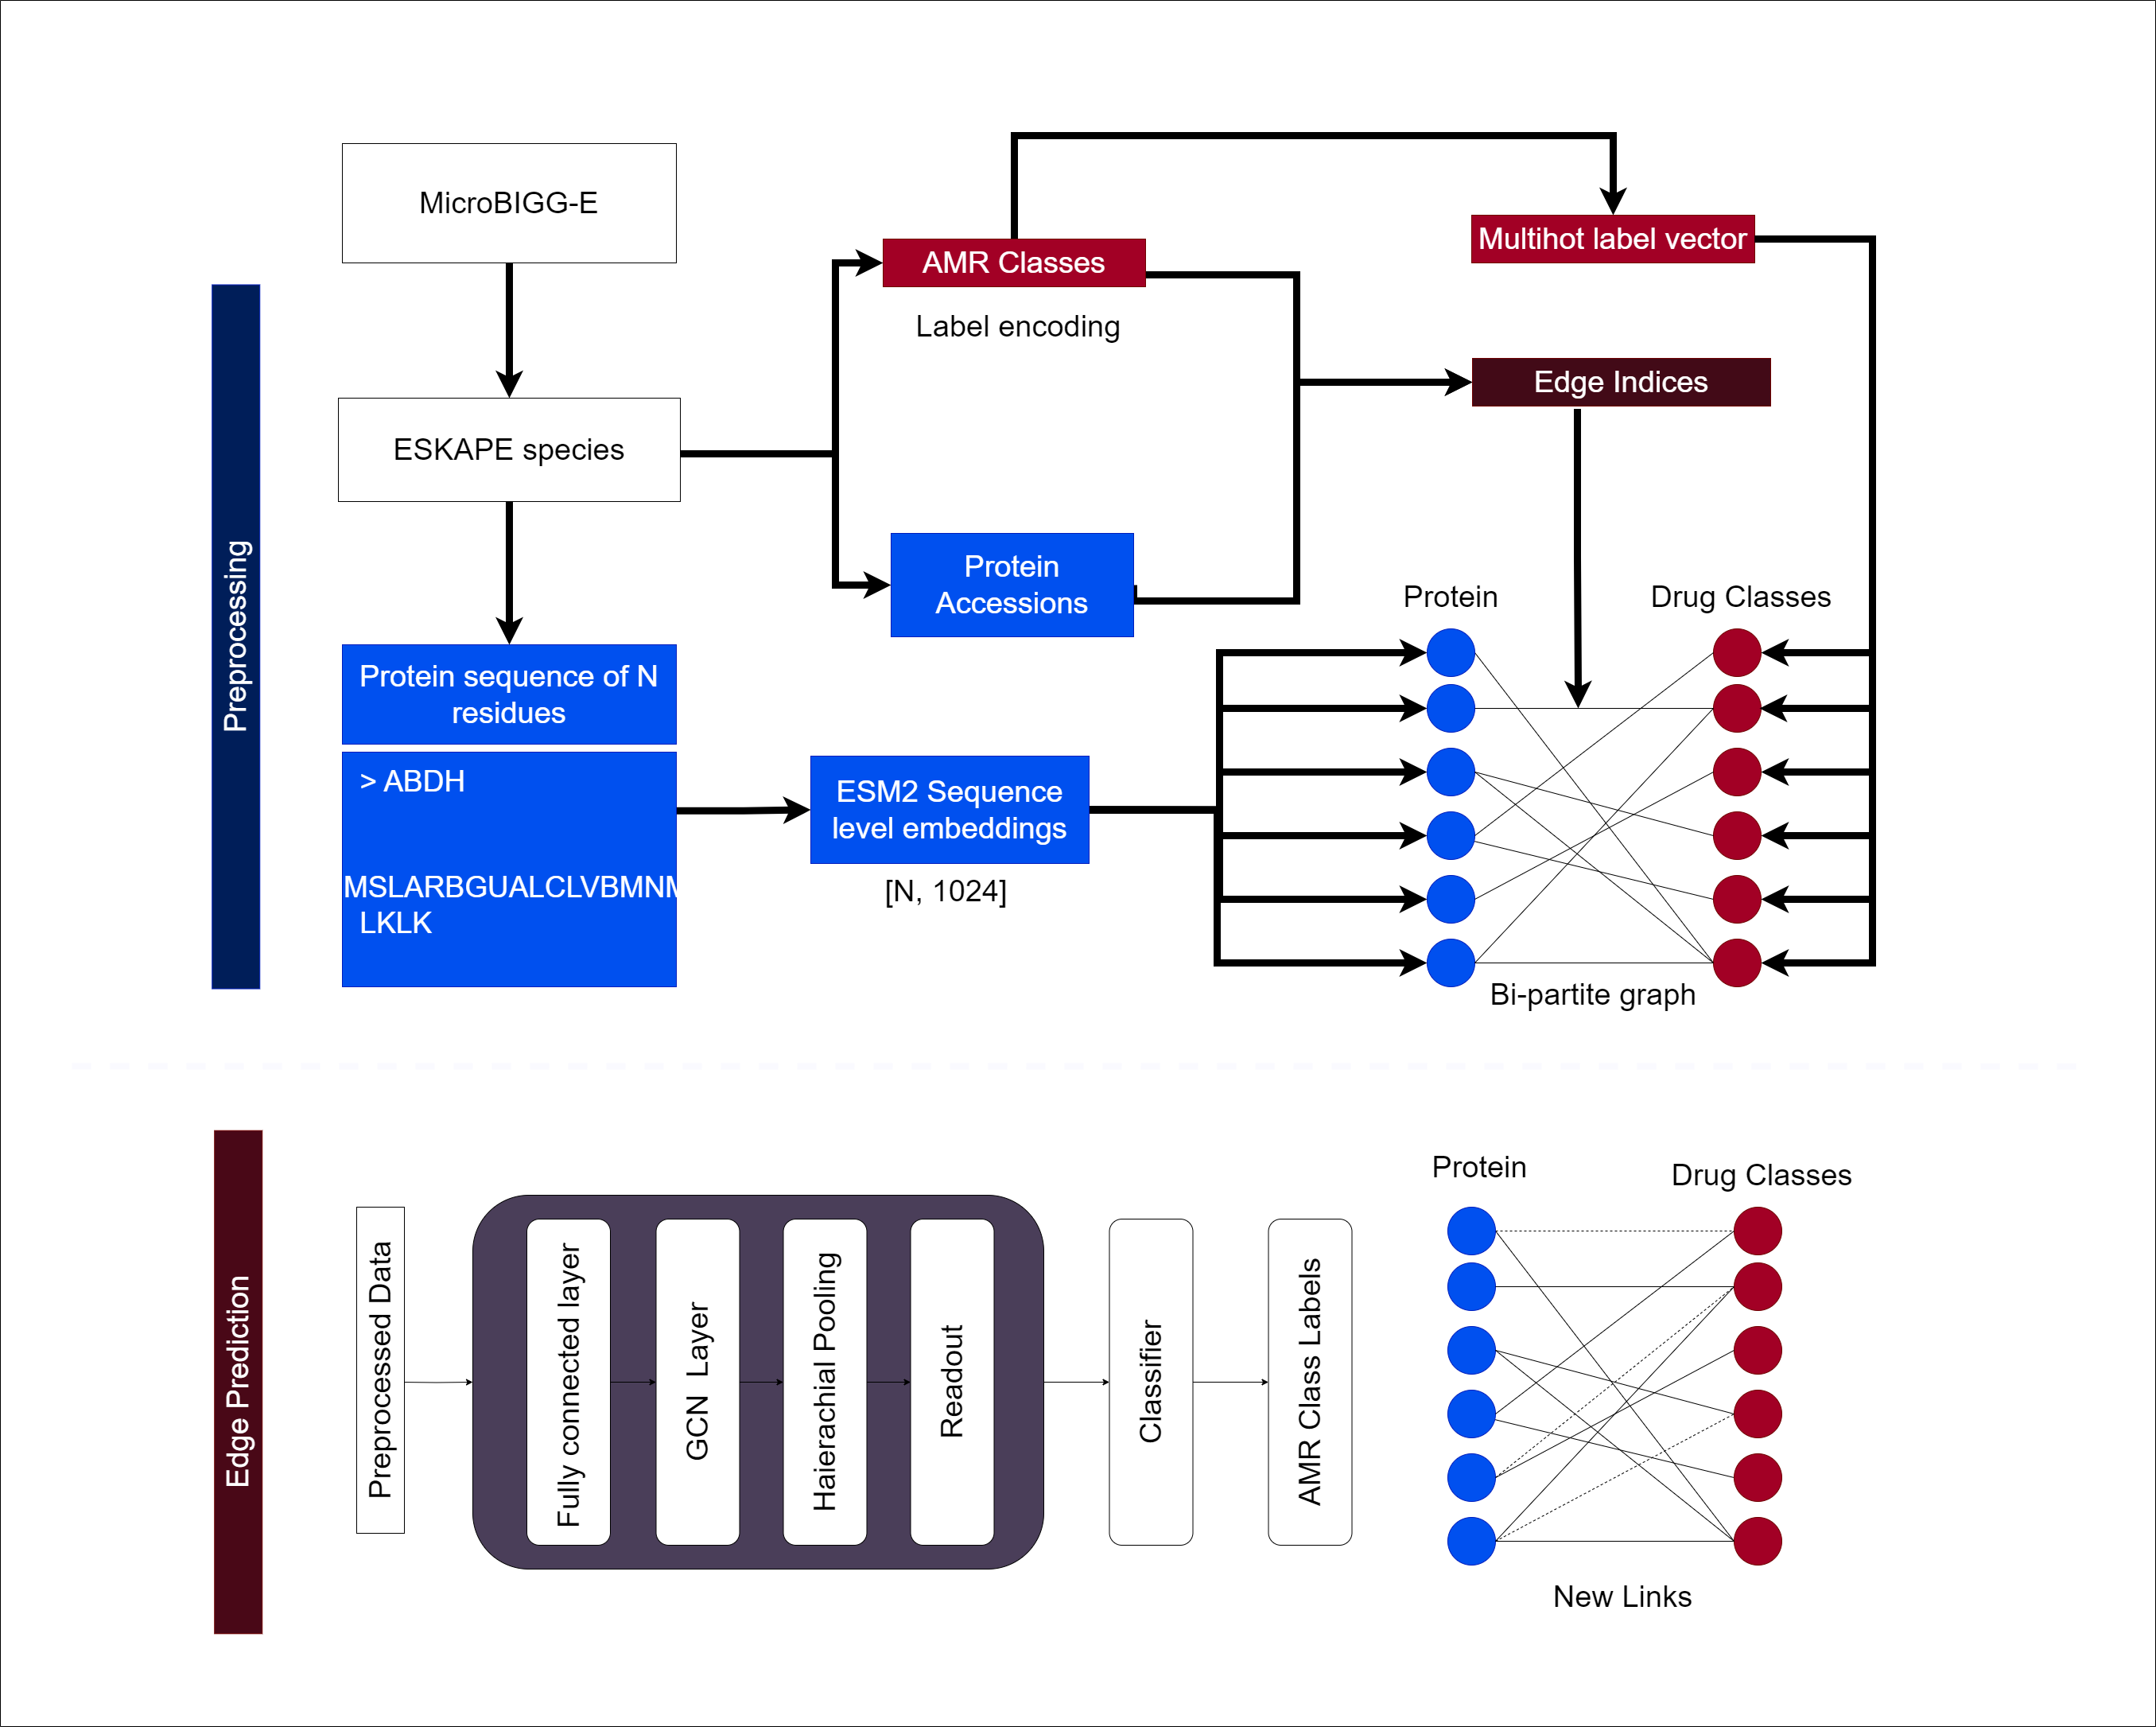 MicroBIGG-E
AMR Classes
Label encoding
Multihot label vector
Edge Indices
ESKAPE species
Protein
Accessions
Preprocessing
Protein sequence of N
residues
> ABDH
MSLARBGUALCLVBMNM
LKLK
ESM2 Sequence
level embeddings
[N, 1024]
Protein
Drug Classes
Bi-partite graph
Edge Prediction
Preprocessed Data
Fully connected layer
GCN Layer
Haierachial Pooling
Readout
Classifier
AMR Class Labels
Protein
Drug Classes
New Links